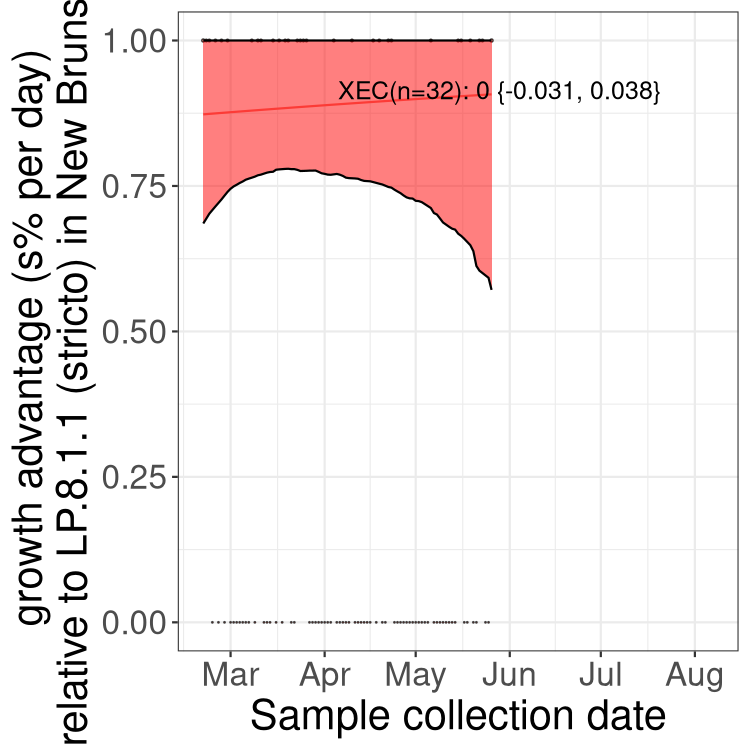 growth advantage (s% per day)
relative to LP.8.1.1 (stricto) in New Bruns
1.00
0.75
0.50
0.25
0.00
XEC(n=32): 0 {-0.031, 0.038}
Mar Apr May Jun Jul Aug
Sample collection date